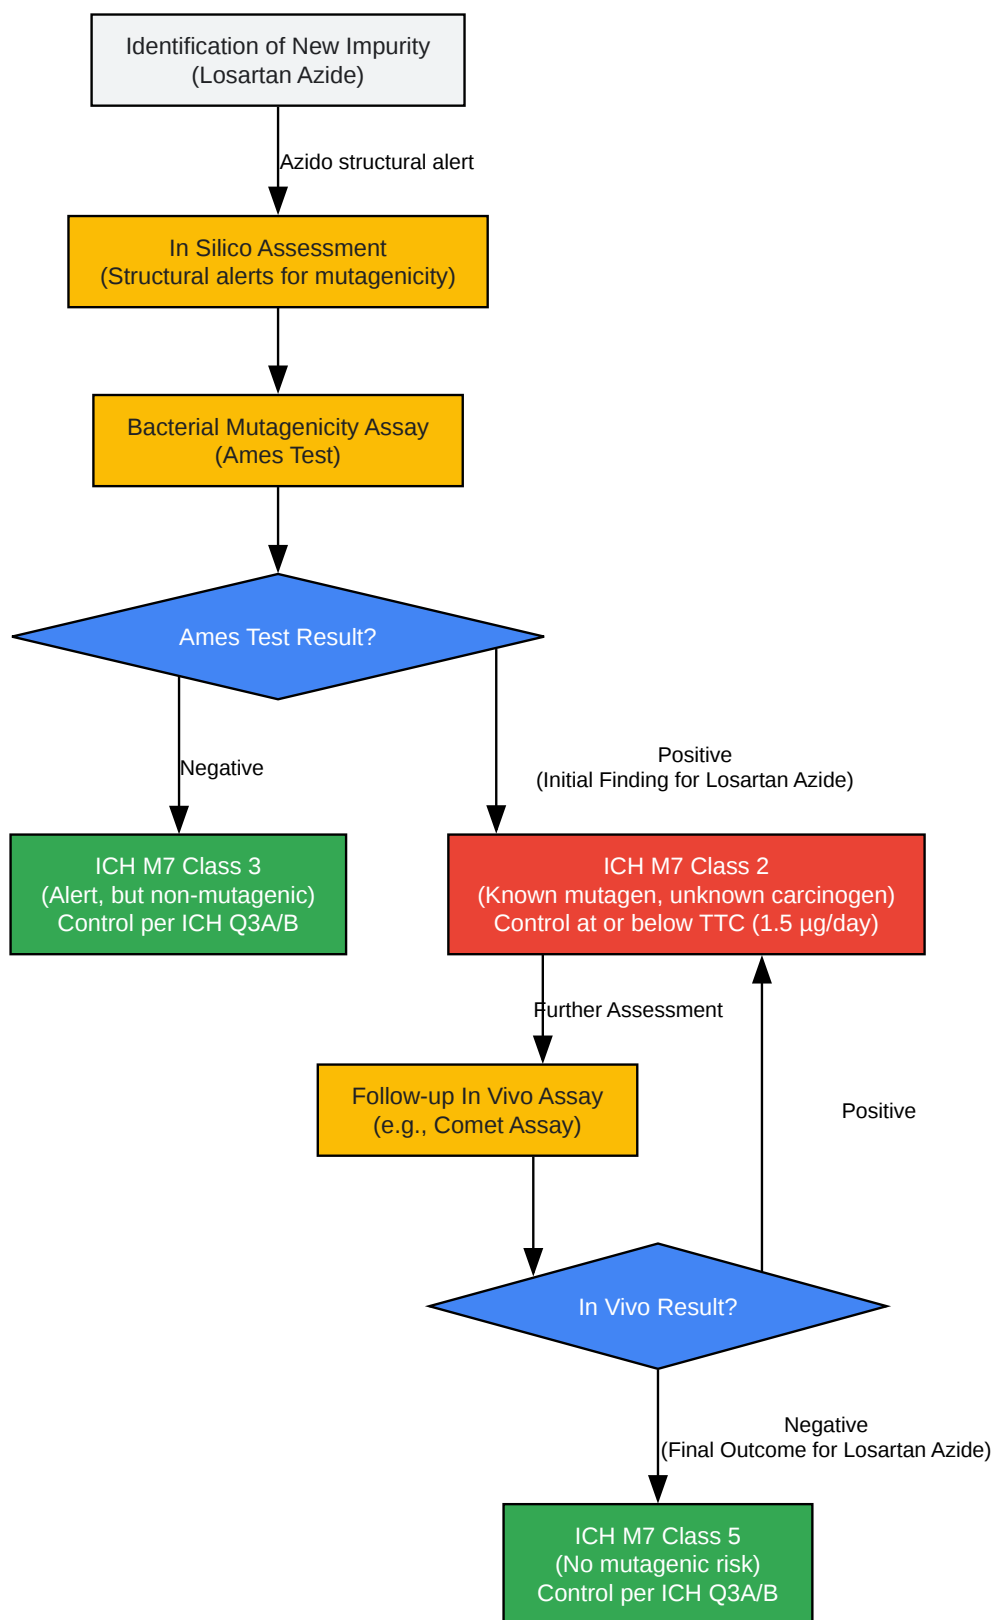 Identification of New Impurity
(Losartan Azide)
Azido structural alert
In Silico Assessment
(Structural alerts for mutagenicity)
Bacterial Mutagenicity Assay
(Ames Test)
Ames Test Result?
Negative
Positive
(Initial Finding for Losartan Azide)
ICH M7 Class 3
(Alert, but non-mutagenic)
Control per ICH Q3A/B
ICH M7 Class 2
(Known mutagen, unknown carcinogen)
Control at or below TTC (1.5 µg/day)
Further Assessment
Follow-up In Vivo Assay
(e.g., Comet Assay)
Positive
In Vivo Result?
Negative
(Final Outcome for Losartan Azide)
ICH M7 Class 5
(No mutagenic risk)
Control per ICH Q3A/B